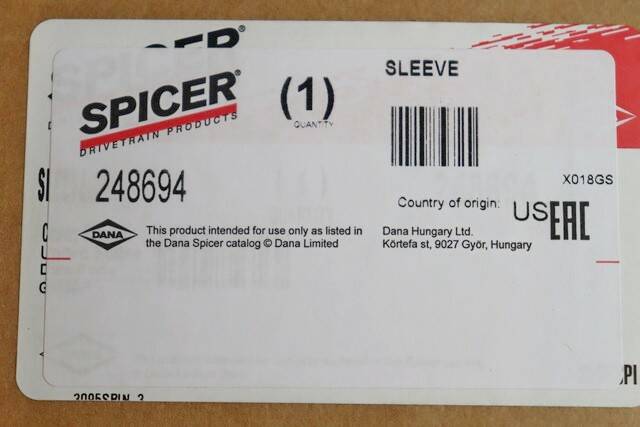 SLEEVE
SPICER®
DRIVETRAIN PRODUCTS
(1)
QUANTITY
X018GS
248694
Country of origin: US
EAC
DANA
This product intended for use only as listed in
the Dana Spicer catalog © Dana Limited
Dana Hungary Ltd.
Körtefa st, 9027 Győr, Hungary